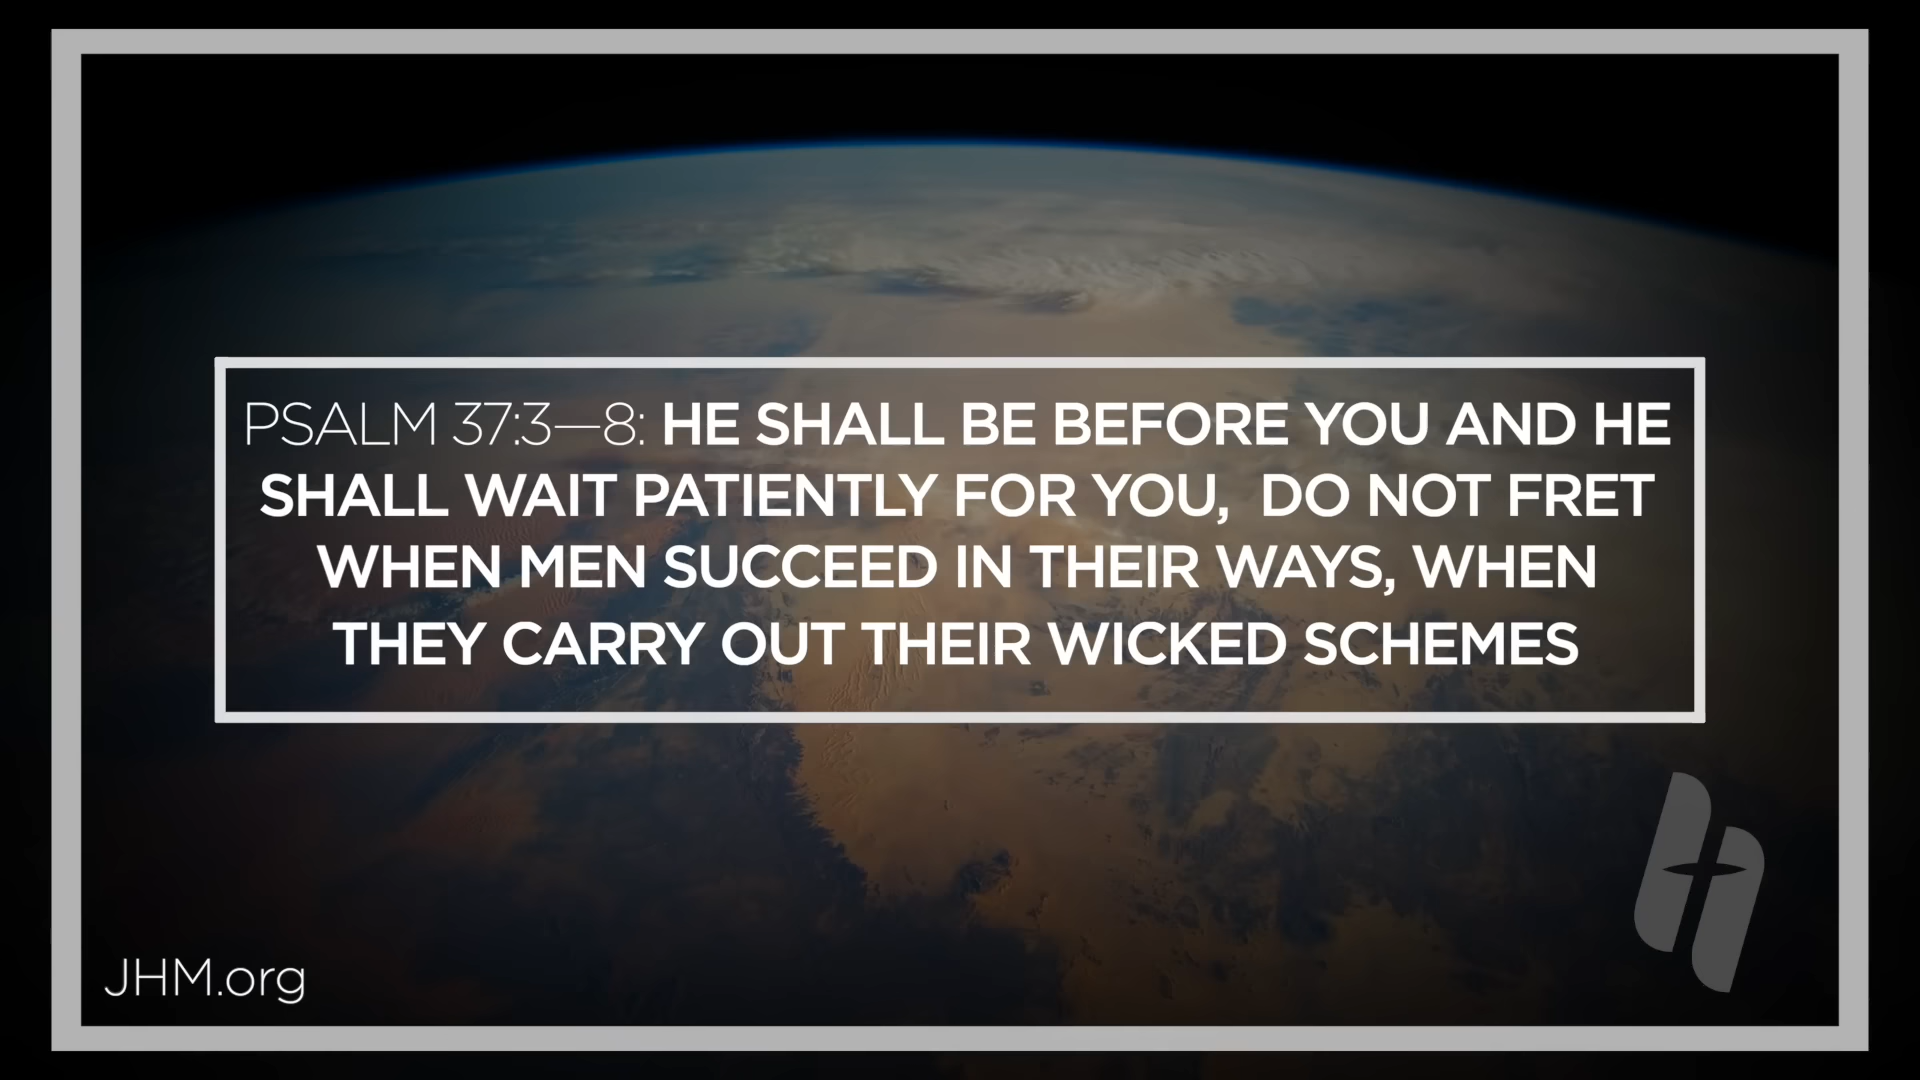 PSALM 37:3—8: HE SHALL BE BEFORE YOU AND HE
SHALL WAIT PATIENTLY FOR YOU, DO NOT FRET
WHEN MEN SUCCEED IN THEIR WAYS, WHEN
THEY CARRY OUT THEIR WICKED SCHEMES
JHM.org